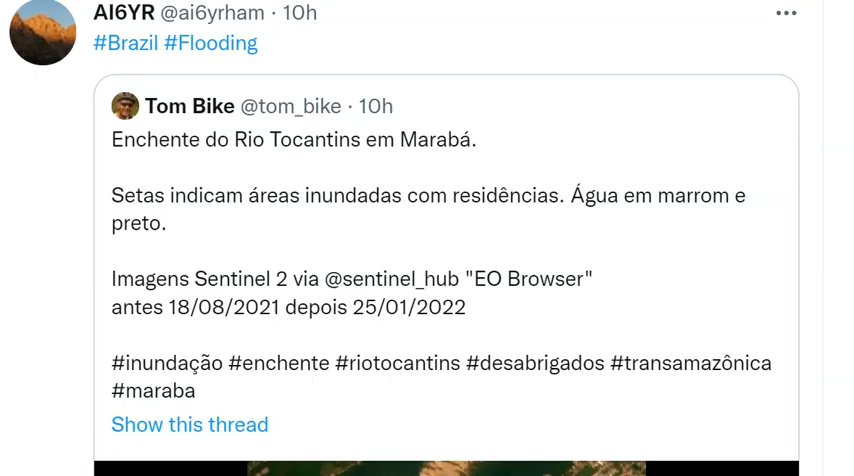 AI6YR @ai6yrham · 10h
#Brazil #Flooding
Tom Bike @tom_bike · 10h
Enchente do Rio Tocantins em Marabá.
Setas indicam áreas inundadas com residências. Água em marrom e
preto.
Imagens Sentinel 2 via @sentinel_hub "EO Browser"
antes 18/08/2021 depois 25/01/2022
#inundação #enchente #riotocantins #desabrigados #transamazônica
#maraba
Show this thread